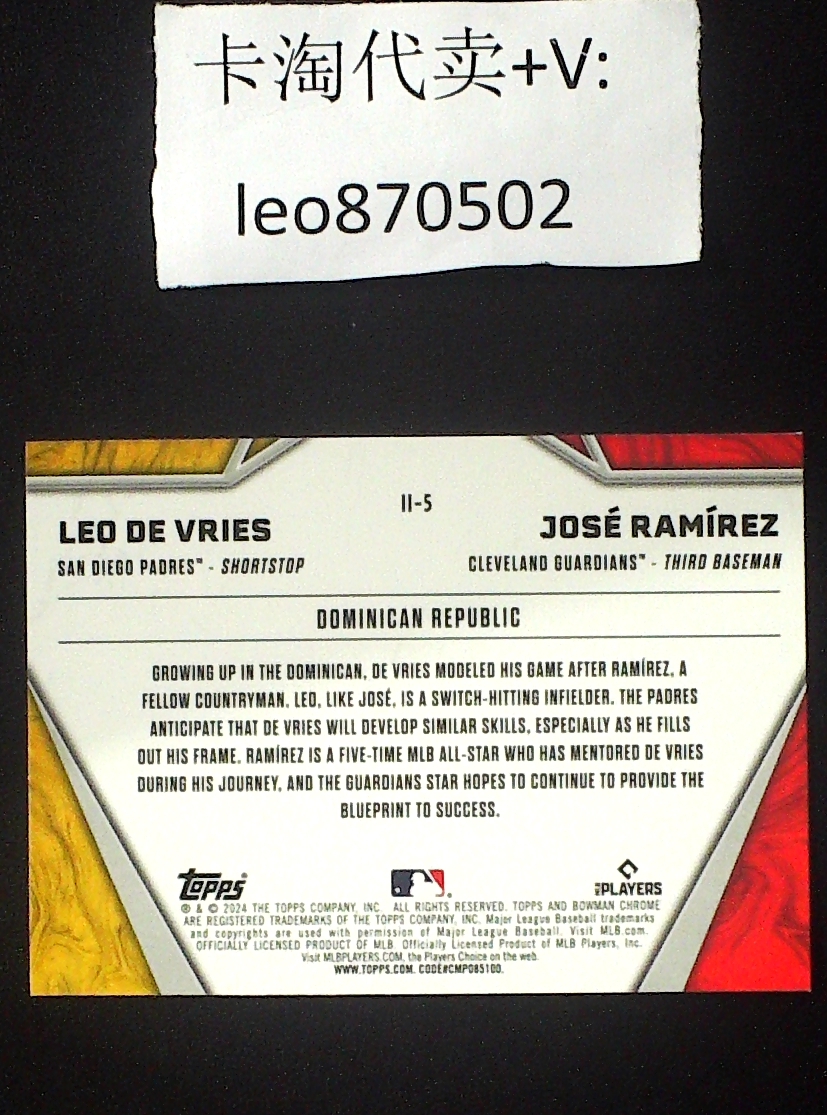 卡淘代卖+V:
leo870502
II-5
LEO DE VRIES
JOSÉ RAMÍREZ
SAN DIEGO PADRES™ - SHORTSTOP
CLEVELAND GUARDIANS™ - THIRD BASEMAN
DOMINICAN REPUBLIC
GROWING UP IN THE DOMINICAN, DE VRIES MODELED HIS GAME AFTER RAMÍREZ, A
FELLOW COUNTRYMAN. LEO, LIKE JOSÉ, IS A SWITCH-HITTING INFIELDER. THE PADRES
ANTICIPATE THAT DE VRIES WILL DEVELOP SIMILAR SKILLS, ESPECIALLY AS HE FILLS
OUT HIS FRAME. RAMÍREZ IS A FIVE-TIME MLB ALL-STAR WHO HAS MENTORED DE VRIES
DURING HIS JOURNEY, AND THE GUARDIANS STAR HOPES TO CONTINUE TO PROVIDE THE
BLUEPRINT TO SUCCESS.
topps
PLAYERS
® & © 2024 THE TOPPS COMPANY, INC. ALL RIGHTS RESERVED. TOPPS AND BOWMAN CHROME
ARE REGISTERED TRADEMARKS OF THE TOPPS COMPANY, INC. Major League Baseball trademarks
and copyrights are used with permission of Major League Baseball. Visit MLB.com.
OFFICIALLY LICENSED PRODUCT OF MLB. Officially Licensed Product of MLB Players, Inc.
Visit MLBPLAYERS.COM, the Players Choice on the web.
WWW.TOPPS.COM. CODE#CMP085100.